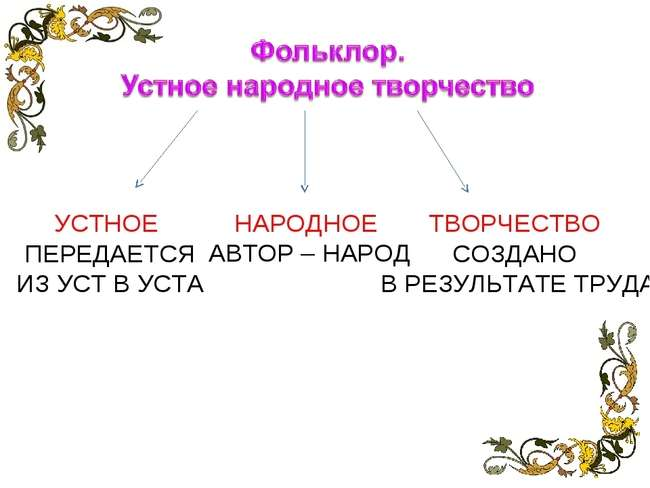 Фольклор.
Устное народное творчество
УСТНОЕ
ПЕРЕДАЕТСЯ
ИЗ УСТ В УСТА
НАРОДНОЕ
АВТОР – НАРОД
ТВОРЧЕСТВО
СОЗДАНО
В РЕЗУЛЬТАТЕ ТРУДА